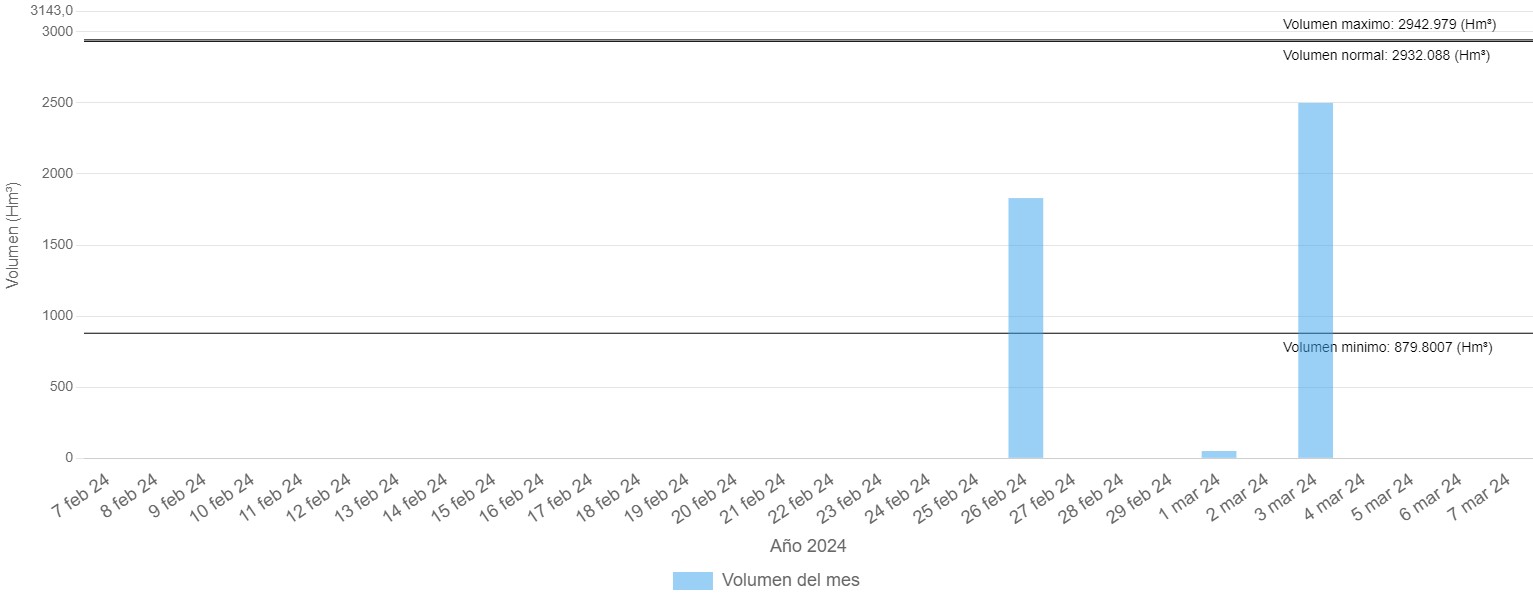 3143,0
3000
Volumen maximo: 2942.979 (Hm³)
Volumen normal: 2932.088 (Hm³)
2500
2000
Volumen (Hm³)
1500
1000
Volumen minimo: 879.8007 (Hm³)
500
0
7 feb 24
8 feb 24
9 feb 24
10 feb 24
11 feb 24
12 feb 24
13 feb 24
14 feb 24
15 feb 24
16 feb 24
17 feb 24
18 feb 24
19 feb 24
20 feb 24
21 feb 24
22 feb 24
23 feb 24
24 feb 24
25 feb 24
26 feb 24
27 feb 24
28 feb 24
29 feb 24
1 mar 24
2 mar 24
3 mar 24
4 mar 24
5 mar 24
6 mar 24
7 mar 24
Año 2024
Volumen del mes